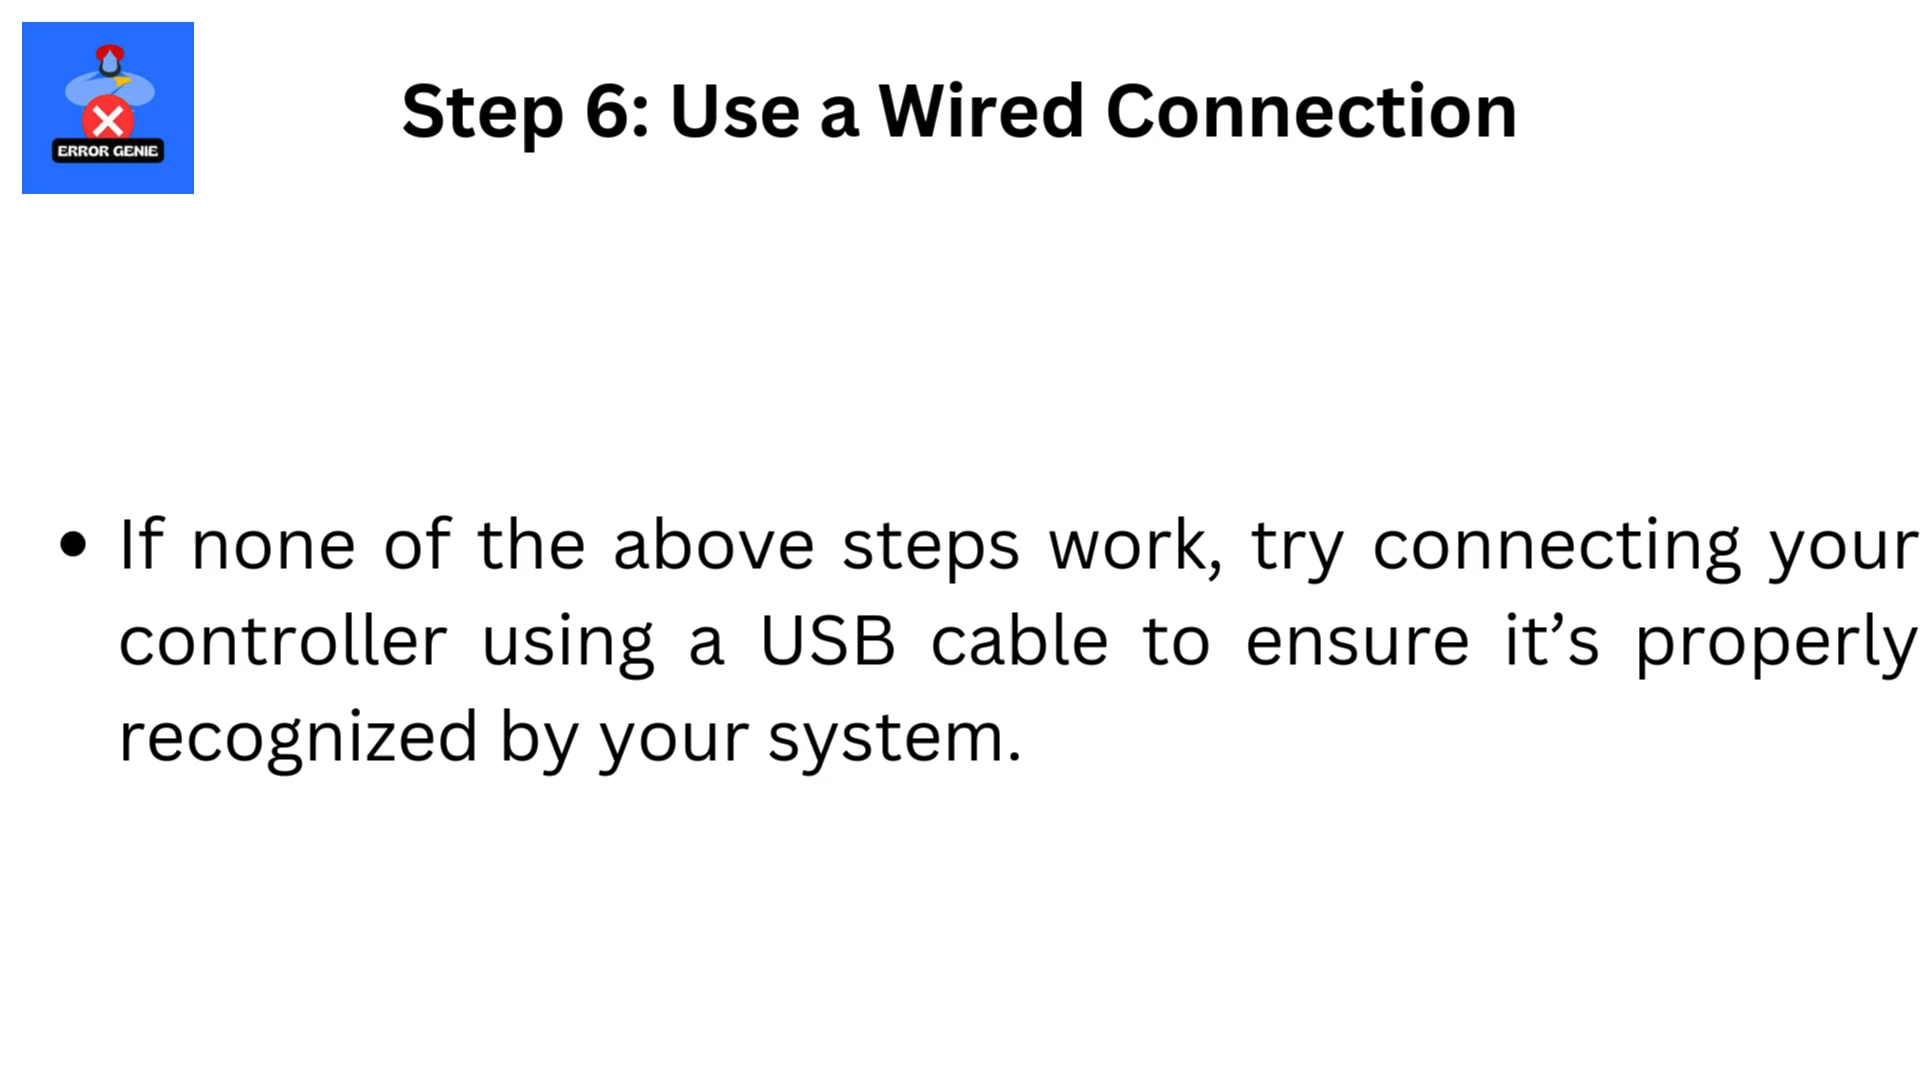 ERROR GENIE
Step 6: Use a Wired Connection
• If none of the above steps work, try connecting your
controller using a USB cable to ensure it’s properly
recognized by your system.